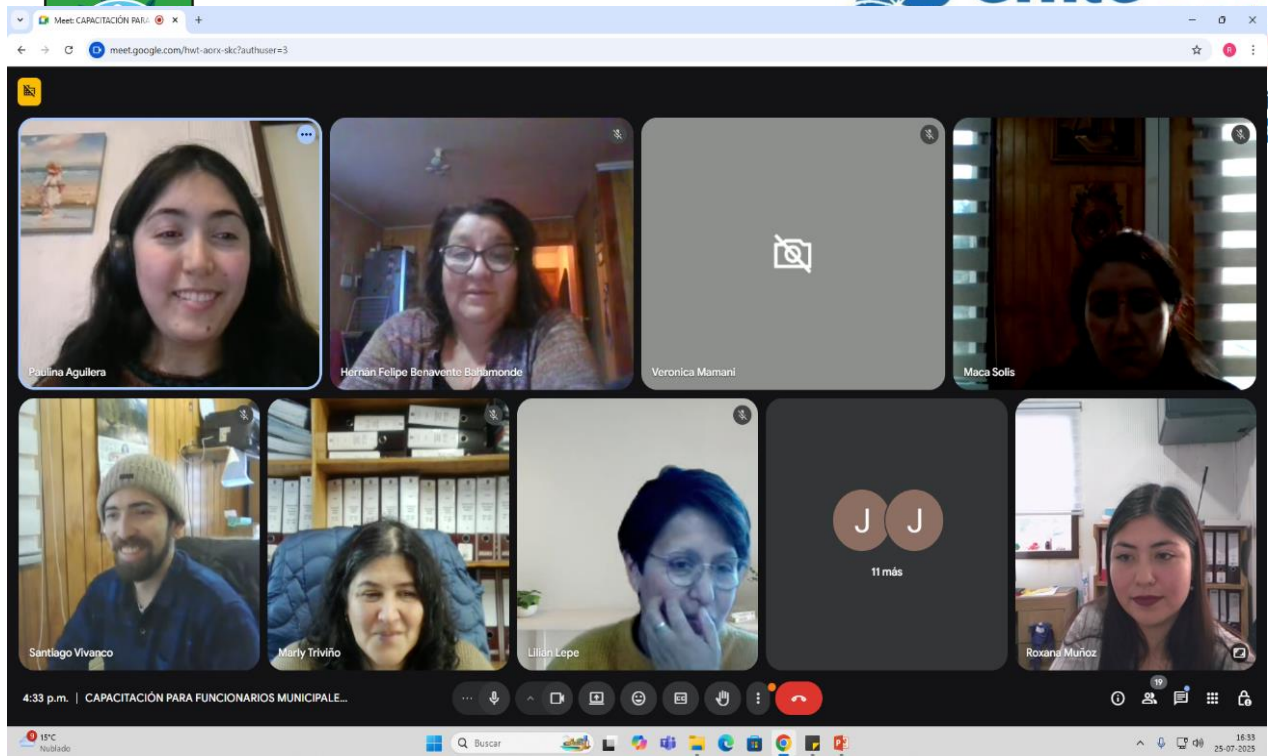 Meet: CAPACITACIÓN PARA
meet.google.com/hwt-aorx-skc?authuser=3
R
Paulina Aguilera
Hernán Felipe Benavente Bahamonde
Veronica Mamani
Maca Solis
Santiago Vivanco
Marly Triviño
Lilian Lepe
J J
11 más
Roxana Muñoz
4:33 p.m. | CAPACITACIÓN PARA FUNCIONARIOS MUNICIPALE...
19
9
15°C
Nublado
Buscar
16:33
25-07-2025